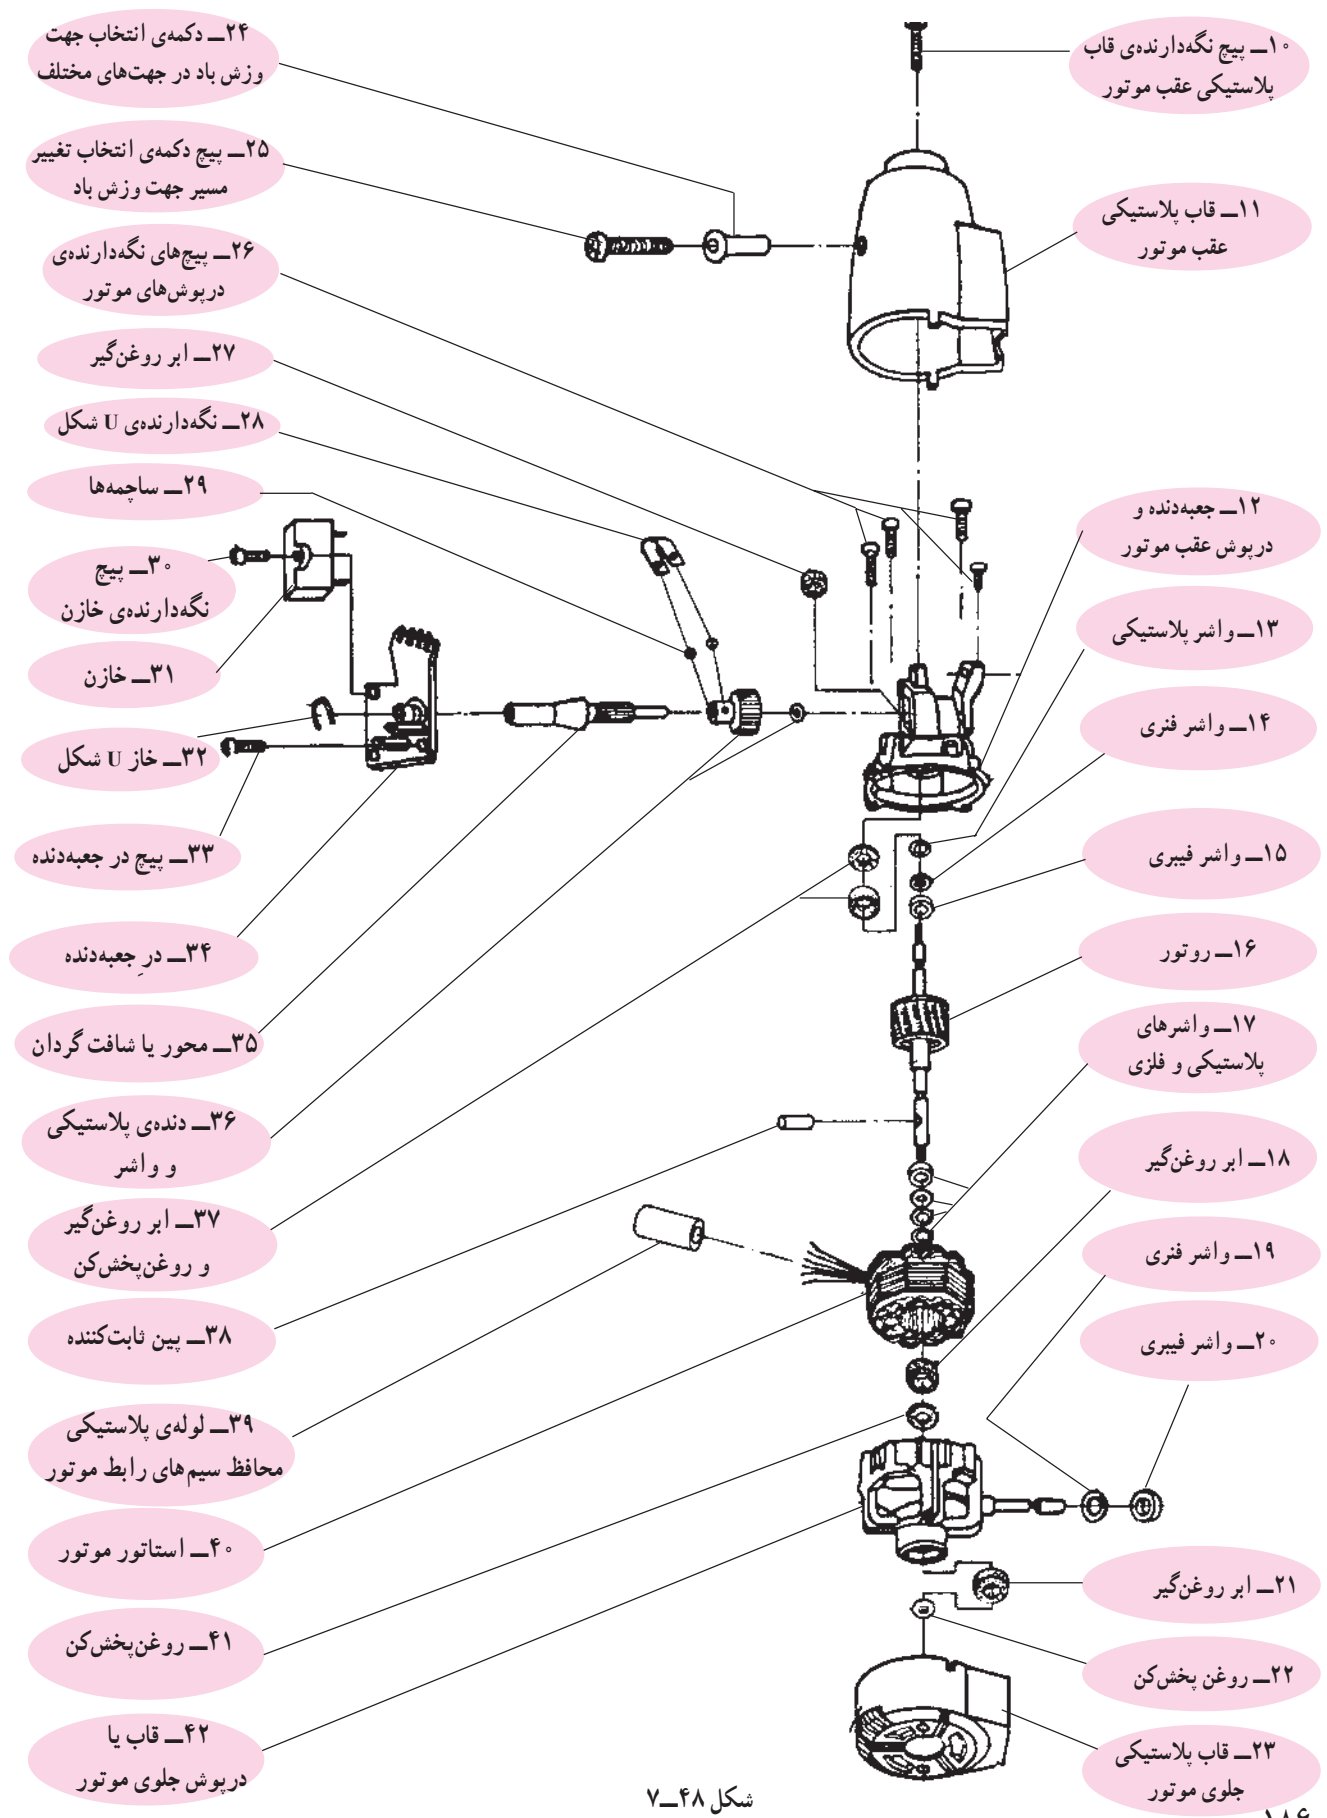 ۱۰ــ پیچ نگه‌دارنده‌ی قاب
پلاستیکی عقب موتور
۱۱ــ قاب پلاستیکی
عقب موتور
۱۲ــ جعبه‌دنده و
درپوش عقب موتور
۱۳ــ واشر پلاستیکی
۱۴ــ واشر فنری
۱۵ــ واشر فیبری
۱۶ــ روتور
۱۷ــ واشرهای
پلاستیکی و فلزی
۱۸ــ ابر روغن‌گیر
۱۹ــ واشر فنری
۲۰ــ واشر فیبری
۲۱ــ ابر روغن‌گیر
۲۲ــ روغن پخش‌کن
۲۳ــ قاب پلاستیکی
جلوی موتور
۲۴ــ دکمه‌ی انتخاب جهت
وزش باد در جهت‌های مختلف
۲۵ــ پیچ دکمه‌ی انتخاب تغییر
مسیر جهت وزش باد
۲۶ــ پیچ‌های نگه‌دارنده‌ی
درپوش‌های موتور
۲۷ــ ابر روغن‌گیر
۲۸ــ نگه‌دارنده‌ی U شکل
۲۹ــ ساچمه‌ها
۳۰ــ پیچ
نگه‌دارنده‌ی خازن
۳۱ــ خازن
۳۲ــ خاز U شکل
۳۳ــ پیچ در جعبه‌دنده
۳۴ــ درِ جعبه‌دنده
۳۵ــ محور یا شافت گردان
۳۶ــ دنده‌ی پلاستیکی
و واشر
۳۷ــ ابر روغن‌گیر
و روغن‌پخش‌کن
۳۸ــ پین ثابت‌کننده
۳۹ــ لوله‌ی پلاستیکی
محافظ سیم‌های رابط موتور
۴۰ــ استاتور موتور
۴۱ــ روغن‌پخش‌کن
۴۲ــ قاب یا
درپوش جلوی موتور
شکل ۴۸ــ۷